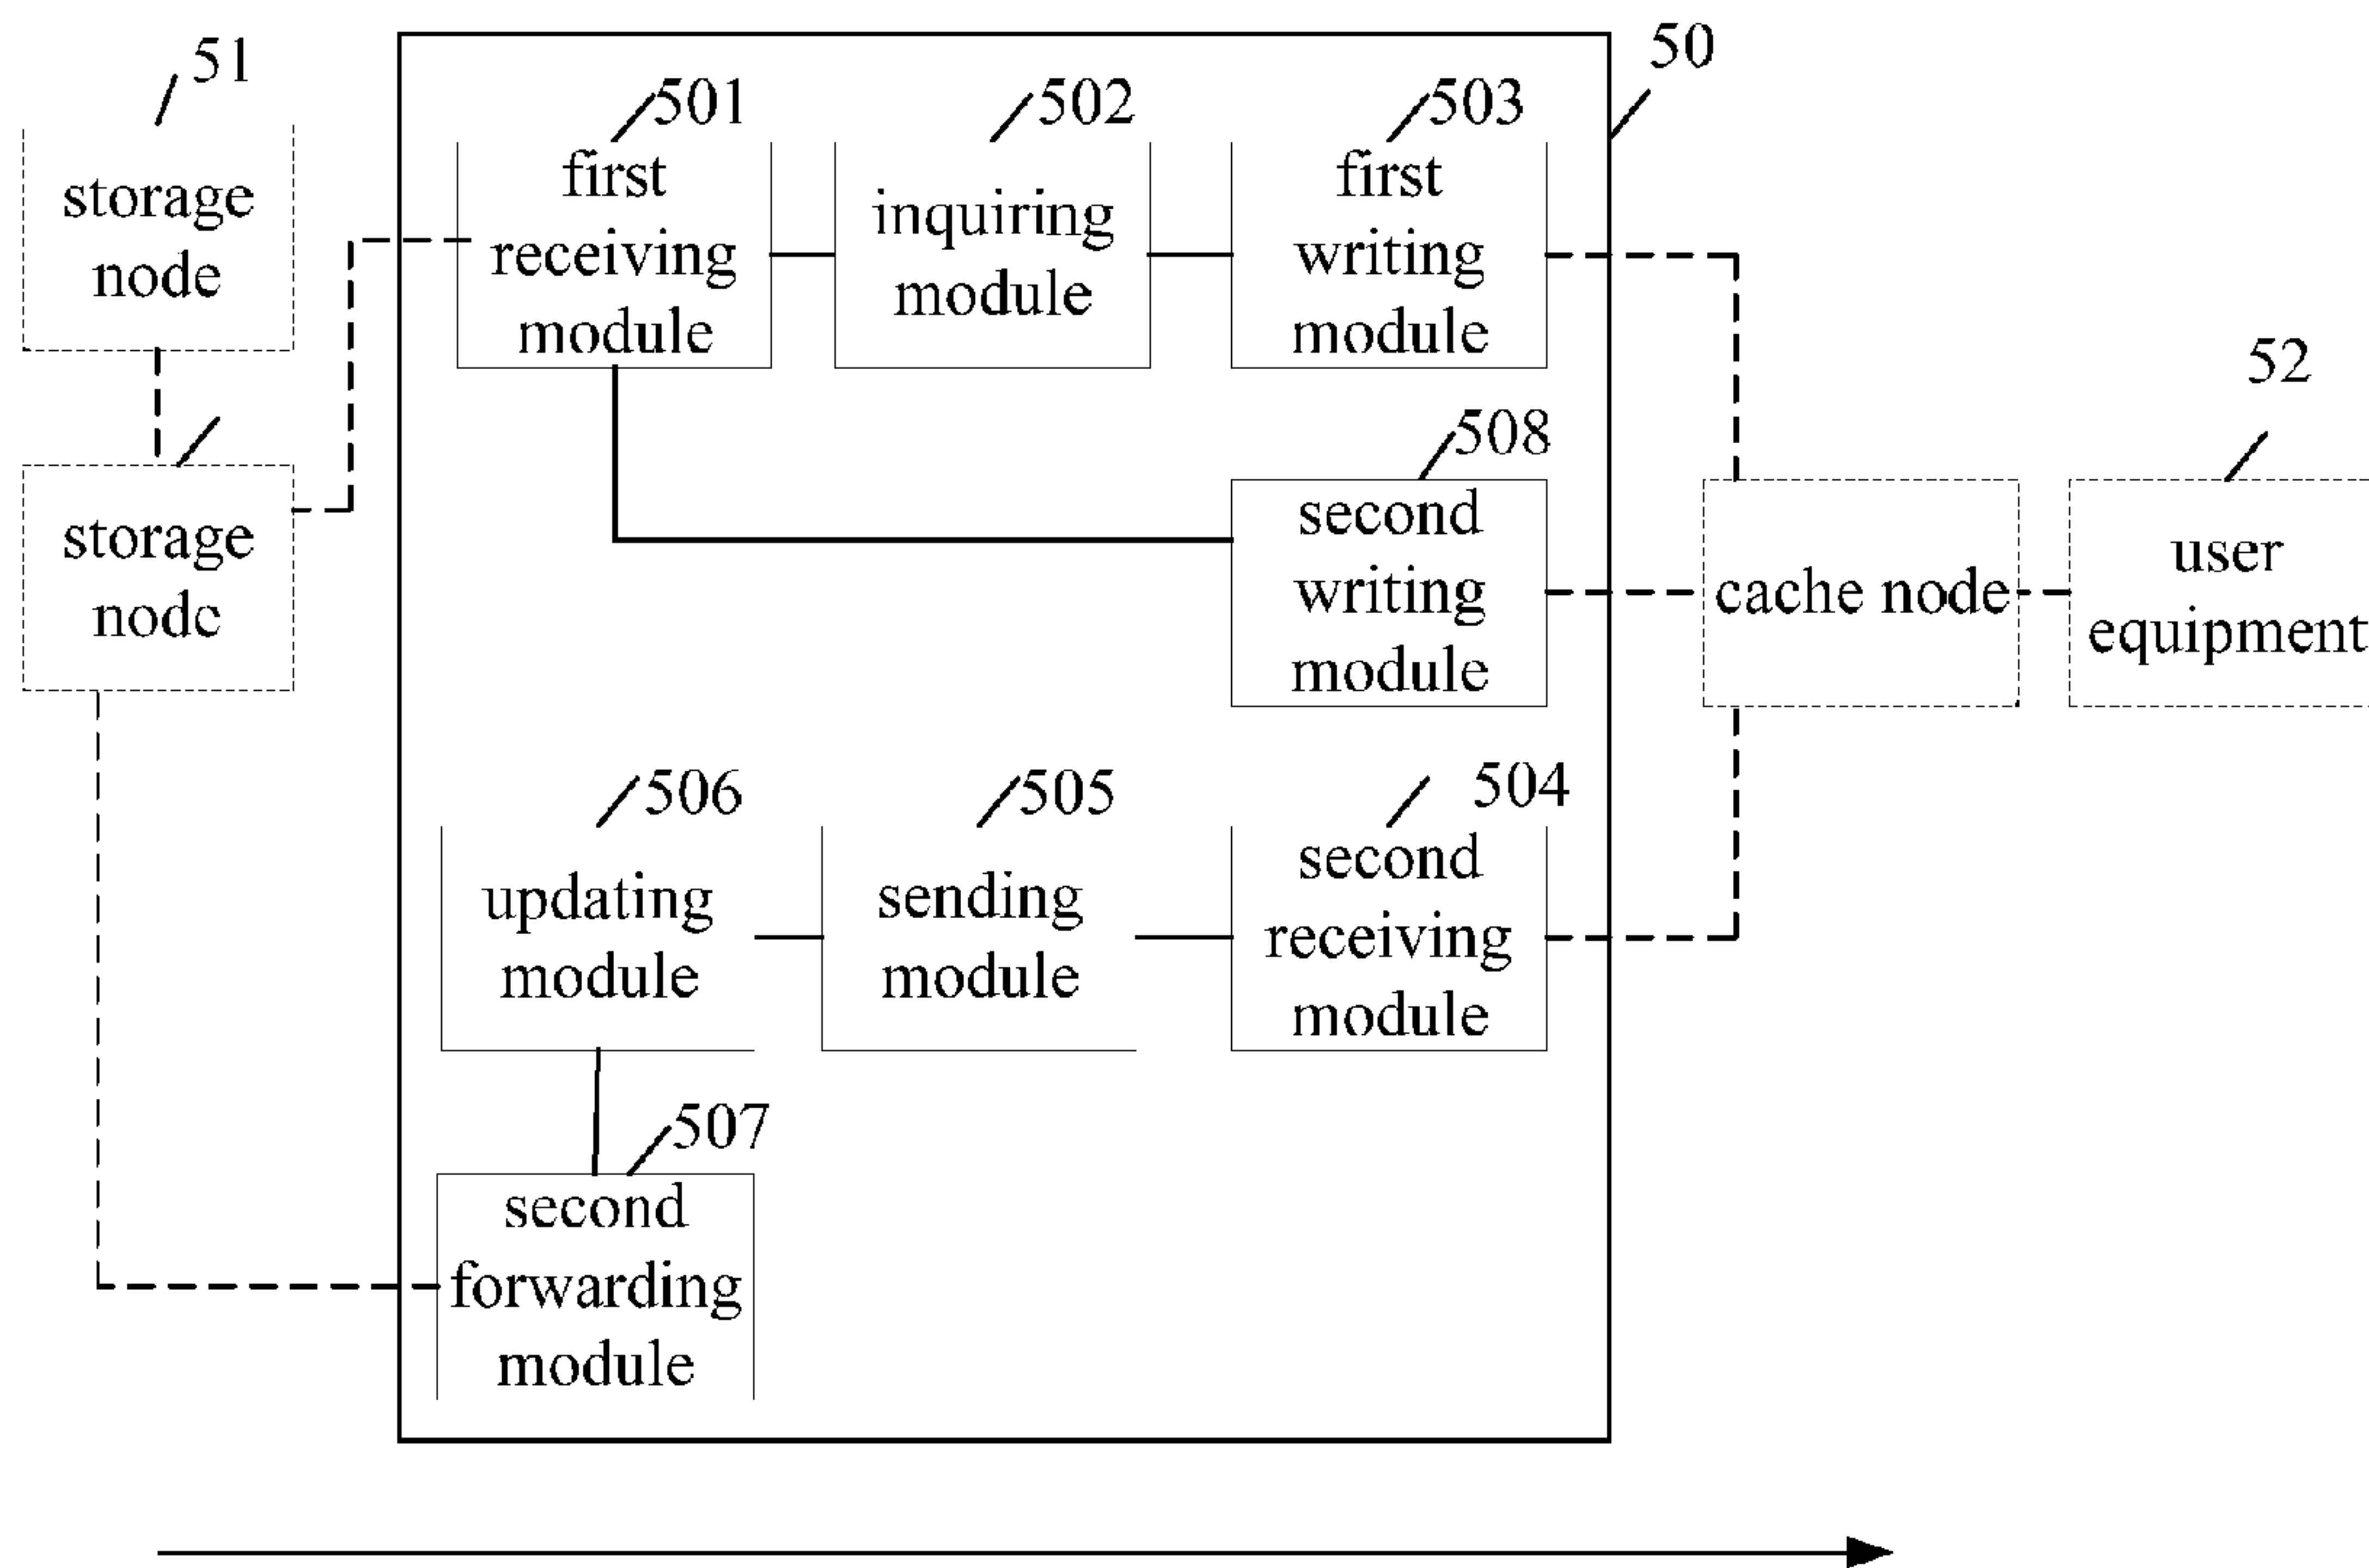 51
50
501
502
503
storage
node
first
receiving
module
inquiring
module
first
writing
module
52
508
storage
node
second
writing
module
cache node
user
equipment
506
505
504
updating
module
sending
module
second
receiving
module
507
second
forwarding
module